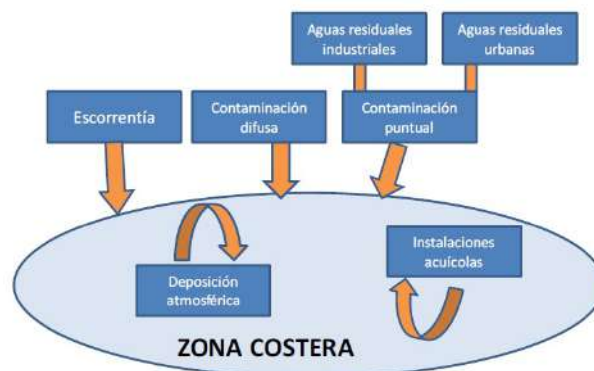 Aguas residuales
industriales
Aguas residuales
urbanas
Escorrentía
Contaminación
difusa
Contaminación
puntual
Instalaciones
acuícolas
Deposición
atmosférica
ZONA COSTERA